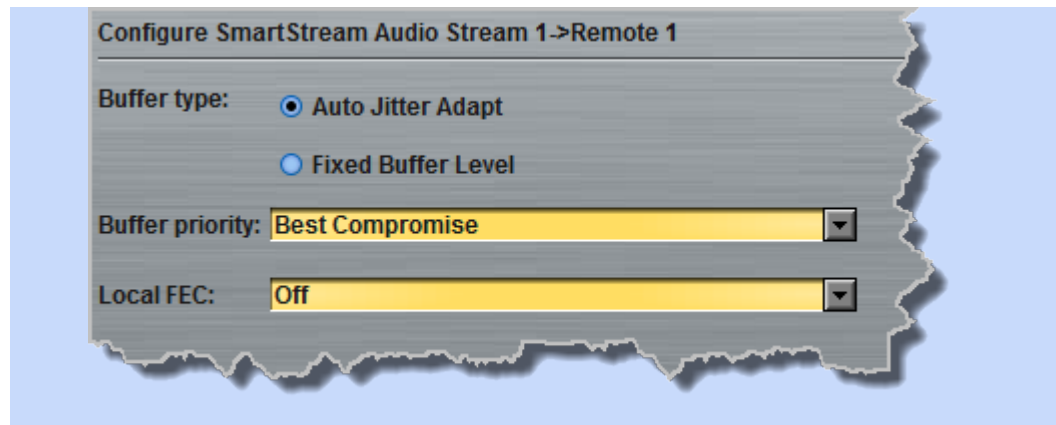 Configure SmartStream Audio Stream 1->Remote 1
Buffer type:
Auto Jitter Adapt
Fixed Buffer Level
Buffer priority: Best Compromise
Local FEC: Off